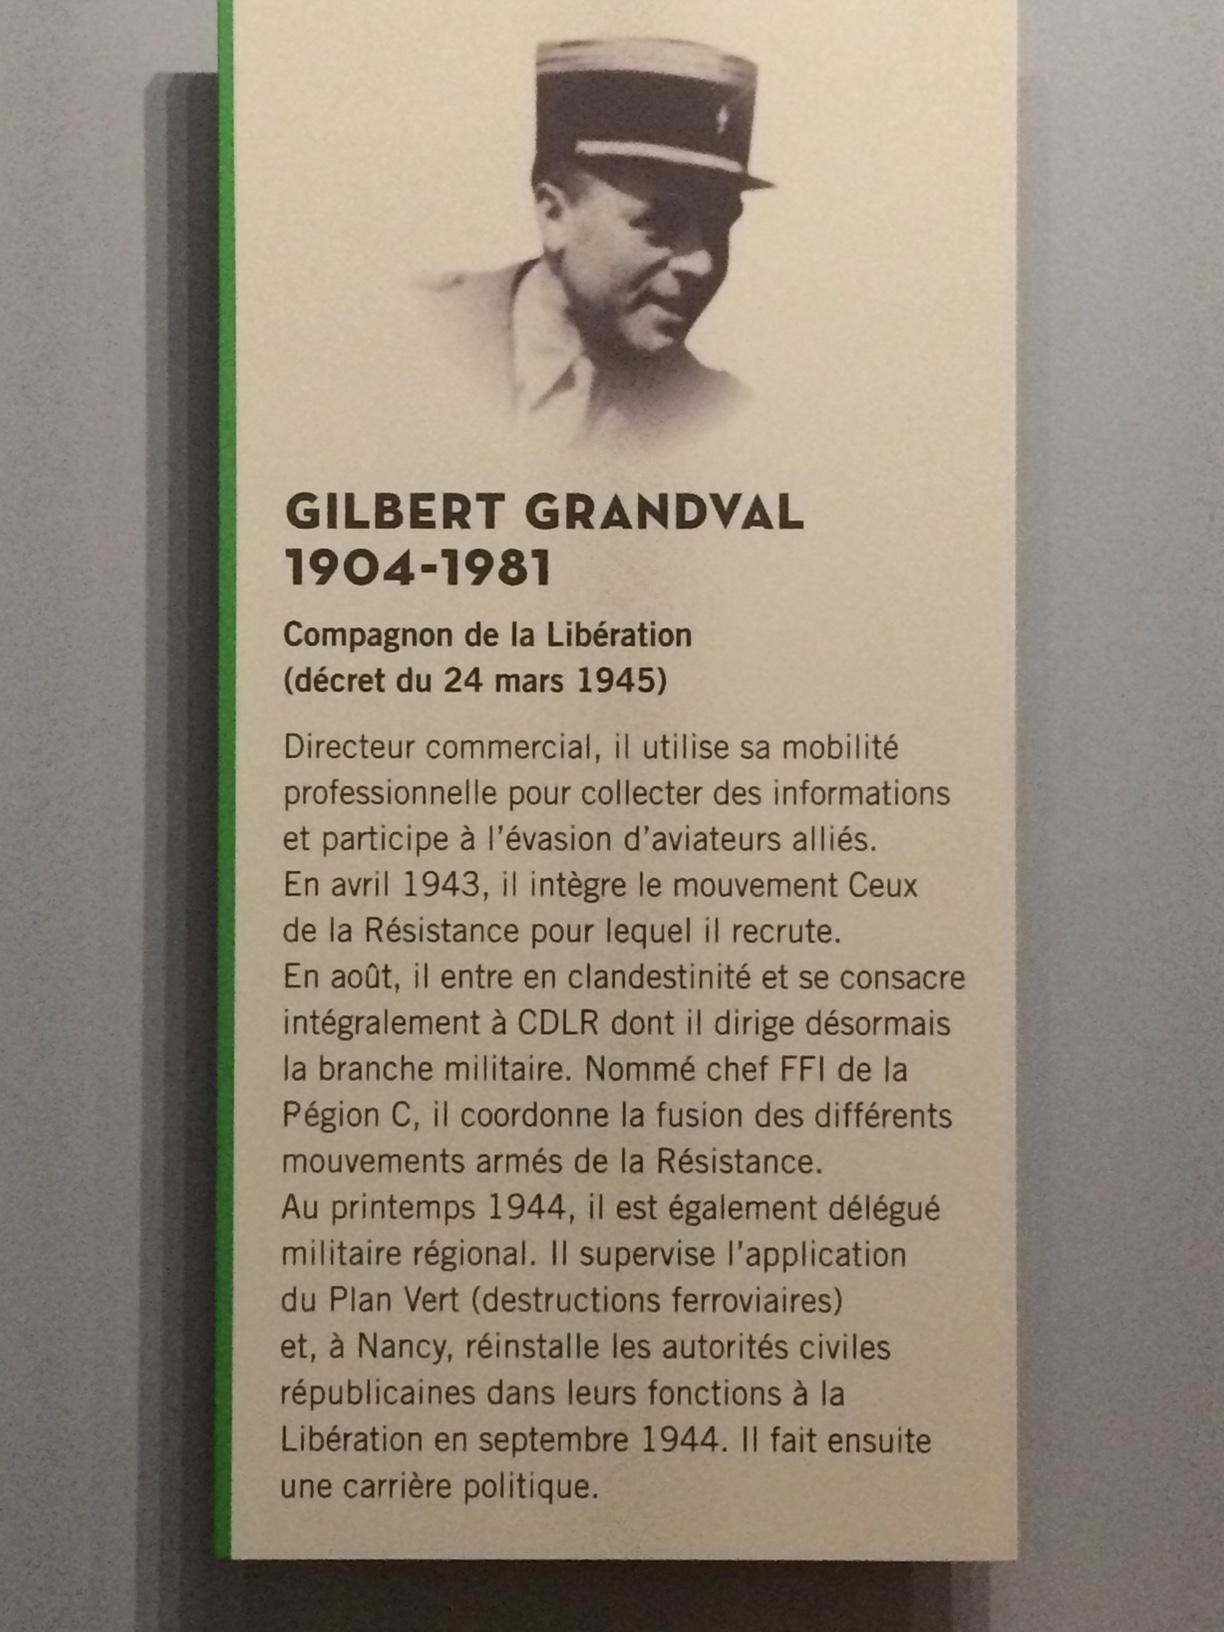 GILBERT GRANDVAL
1904-1981
Compagnon de la Libération
(décret du 24 mars 1945)
Directeur commercial, il utilise sa mobilité
professionnelle pour collecter des informations
et participe à l'évasion d'aviateurs alliés.
En avril 1943, il intègre le mouvement Ceux
de la Résistance pour lequel il recrute.
En août, il entre en clandestinité et se consacre
intégralement à CDLR dont il dirige désormais
la branche militaire. Nommé chef FFI de la
Pégion C, il coordonne la fusion des différents
mouvements armés de la Résistance.
Au printemps 1944, il est également délégué
militaire régional. Il supervise l'application
du Plan Vert (destructions ferroviaires)
et, à Nancy, réinstalle les autorités civiles
républicaines dans leurs fonctions à la
Libération en septembre 1944. Il fait ensuite
une carrière politique.